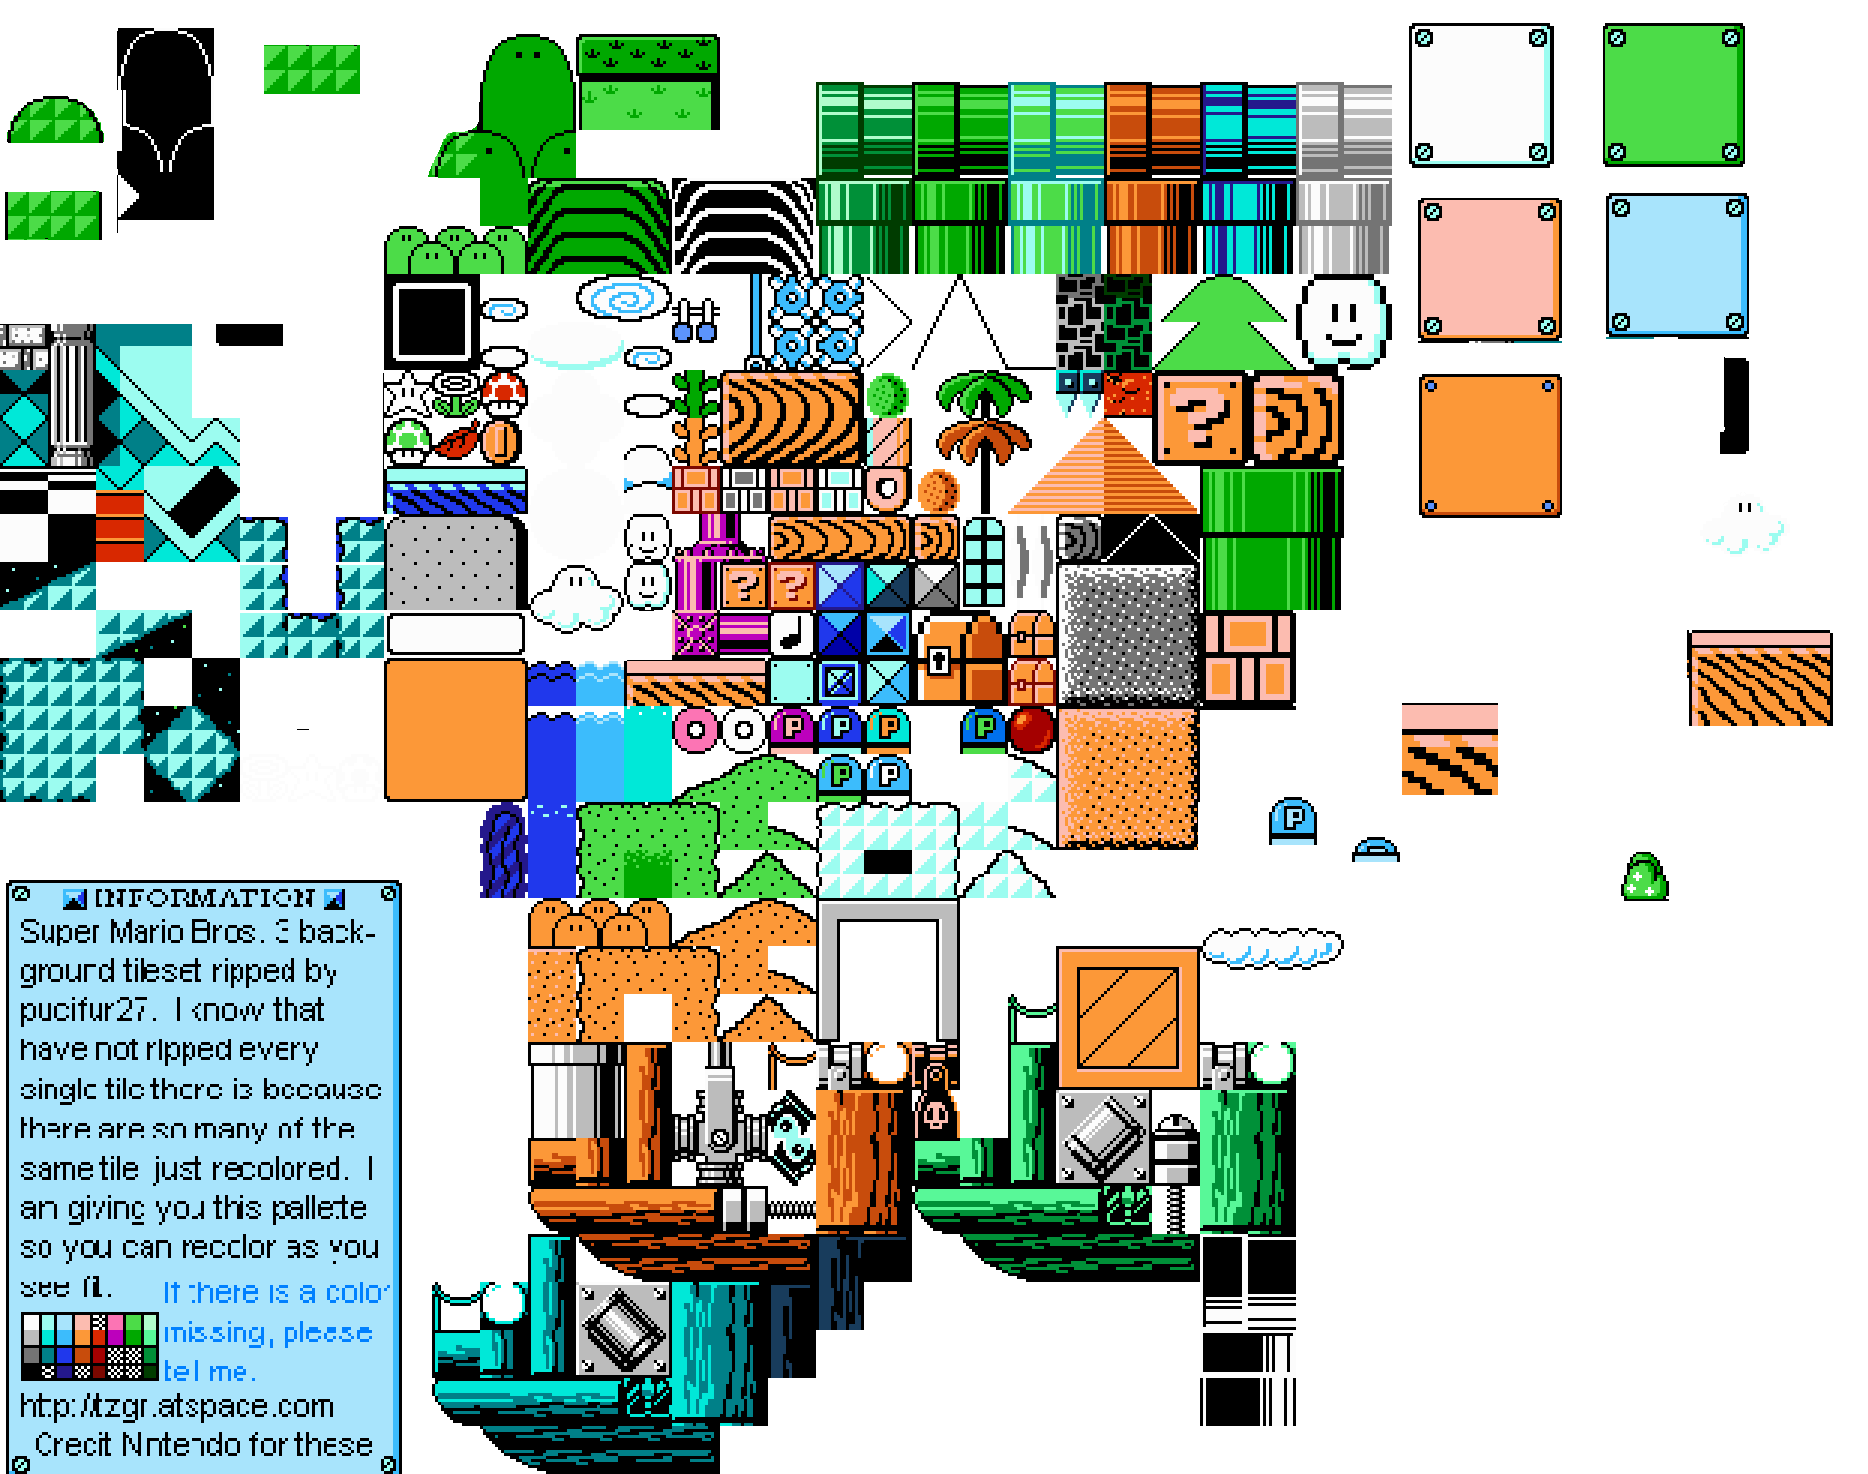 ?
?
?
P
P
P
P
P
P
P
INFORMATION
Super Mario Bros. 3 back-
ground tileset ripped by
pucifur27. I know that
have not ripped every
single tile there is because
there are so many of the
same tile just recolored. I
am giving you this pallette
so you can recolor as you
see fit.
If there is a color
missing, please
tell me.
http://tzgr.atspace.com
Credit Nintendo for these